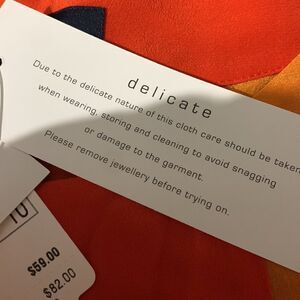 delicate
Due to the delicate nature of this cloth care should be taken
when wearing, storing and cleaning to avoid snagging
or damage to the garment.
Please remove jewellery before trying on.
10
$59.00
$82.00